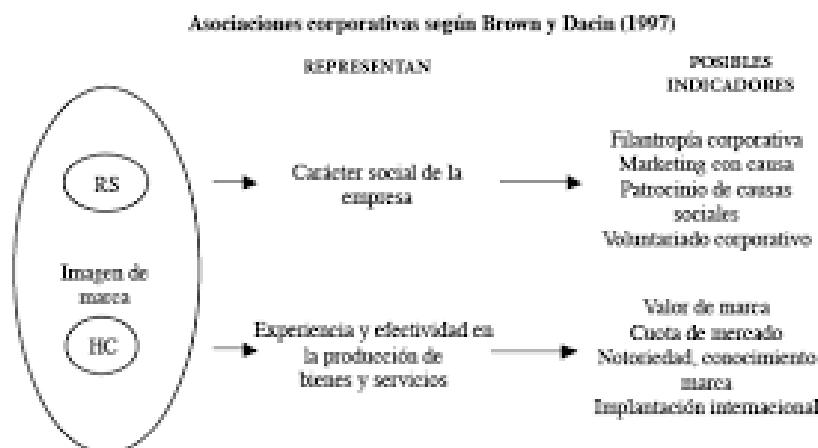 Asociaciones corporativas según Brown y Dacin (1997)
REPRESENTAN
POSIBLES
INDICADORES
RS
Carácter social de la
empresa
Filantropía corporativa
Marketing con causa
Patrocinio de causas
sociales
Voluntariado corporativo
Imagen de
marca
HC
Experiencia y efectividad en
la producción de
bienes y servicios
Valor de marca
Cuota de mercado
Notoriedad, conocimiento
marca
Implantación internacional